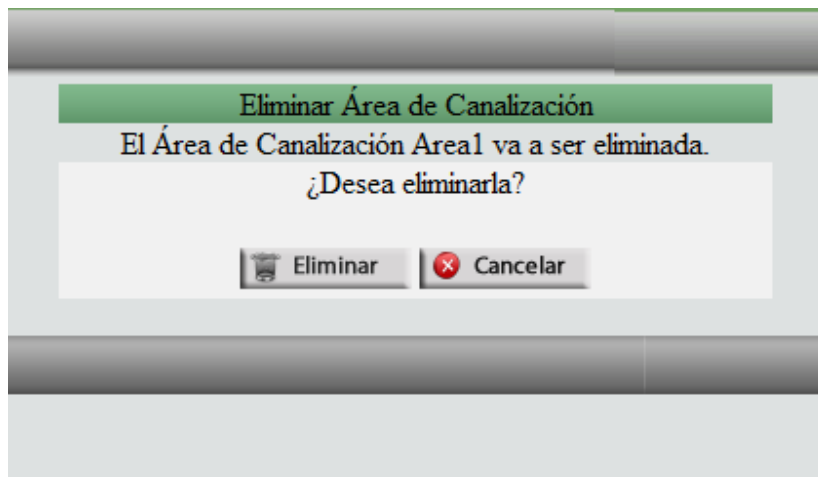 Eliminar Área de Canalización
El Área de Canalización Area1 va a ser eliminada.
¿Desea eliminarla?
Eliminar Cancelar